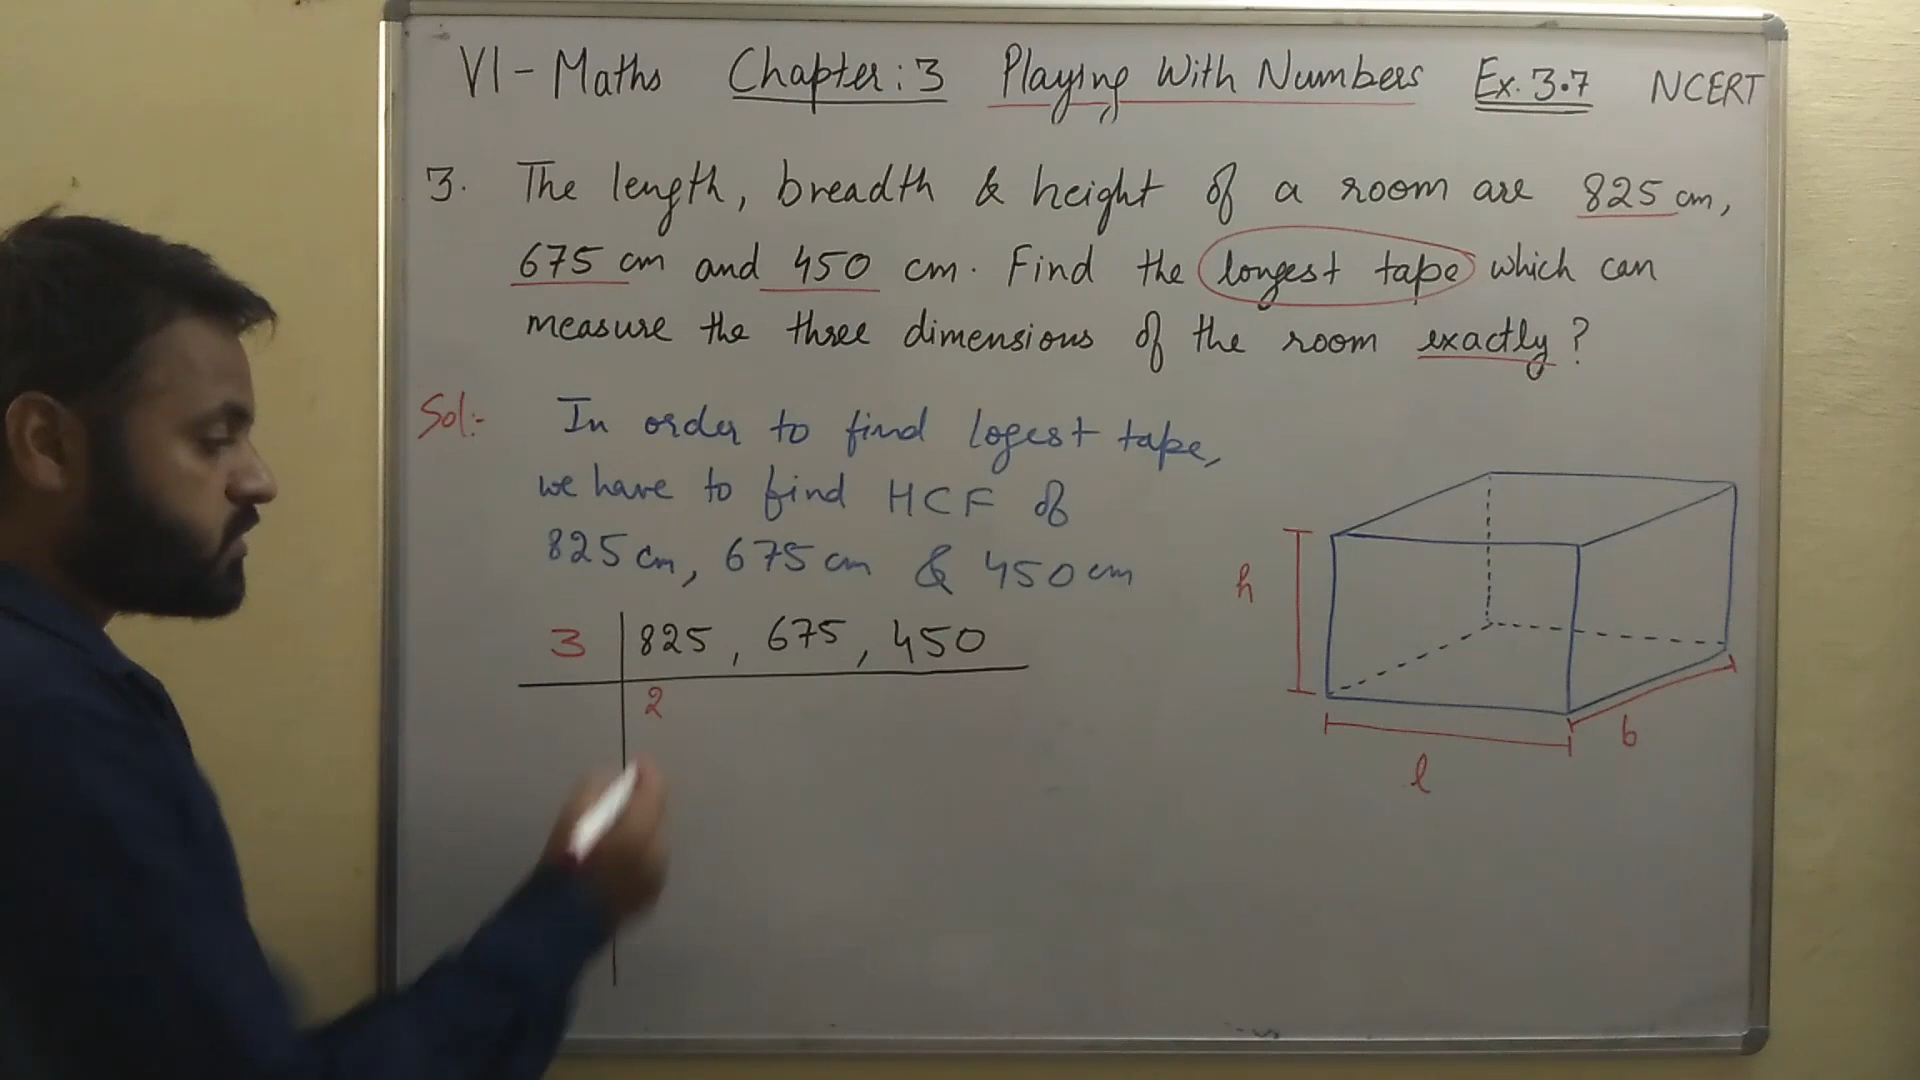 VI - Maths Chapter: 3 Playing With Numbers Ex. 3.7 NCERT
3. The length, breadth & height of a room are 825 cm,
675 cm and 450 cm. Find the longest tape which can
measure the three dimensions of the room exactly?
Sol:- In order to find logest tape,
we have to find HCF of
825 cm, 675 cm & 450 cm
3 825, 675, 450
2
h
b
l